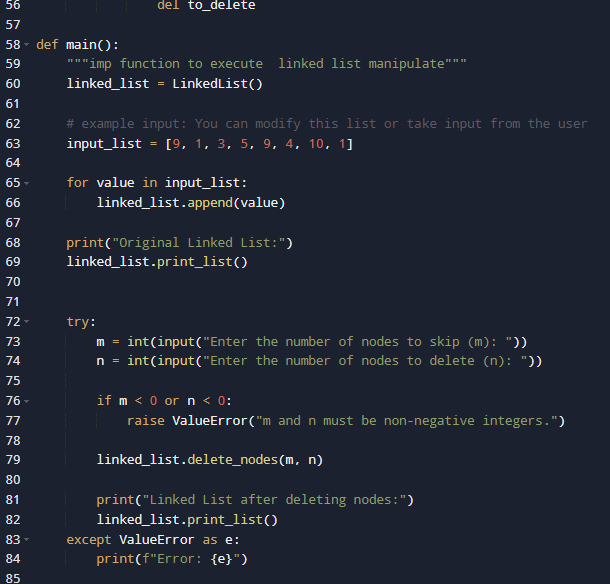 56                 del to_delete
57
58 def main():
59     """imp function to execute  linked list manipulate"""
60     linked_list = LinkedList()
61
62     # example input: You can modify this list or take input from the user
63     input_list = [9, 1, 3, 5, 9, 4, 10, 1]
64
65     for value in input_list:
66         linked_list.append(value)
67
68     print("Original Linked List:")
69     linked_list.print_list()
70
71
72     try:
73         m = int(input("Enter the number of nodes to skip (m): "))
74         n = int(input("Enter the number of nodes to delete (n): "))
75
76         if m < 0 or n < 0:
77             raise ValueError("m and n must be non-negative integers.")
78
79         linked_list.delete_nodes(m, n)
80
81         print("Linked List after deleting nodes:")
82         linked_list.print_list()
83     except ValueError as e:
84         print(f"Error: {e}")
85